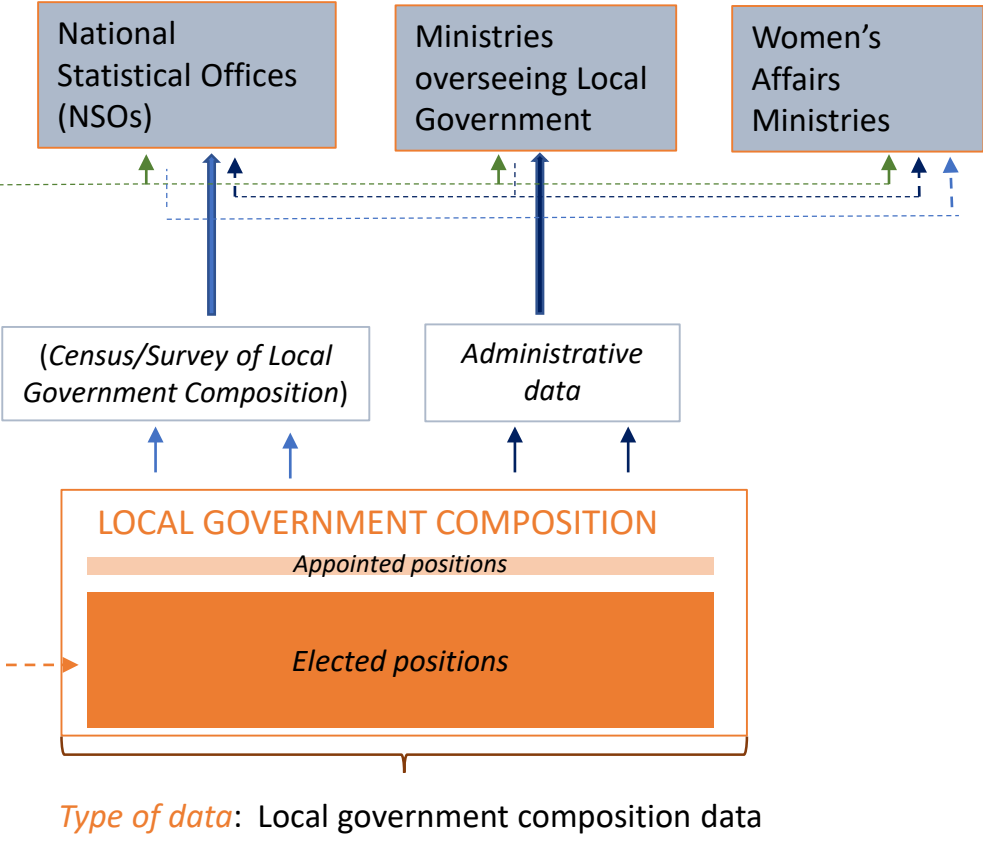 National
Statistical Offices
(NSOs)
Ministries
overseeing Local
Government
Women’s
Affairs
Ministries
(Census/Survey of Local
Government Composition)
Administrative
data
LOCAL GOVERNMENT COMPOSITION
Appointed positions
Elected positions
Type of data: Local government composition data